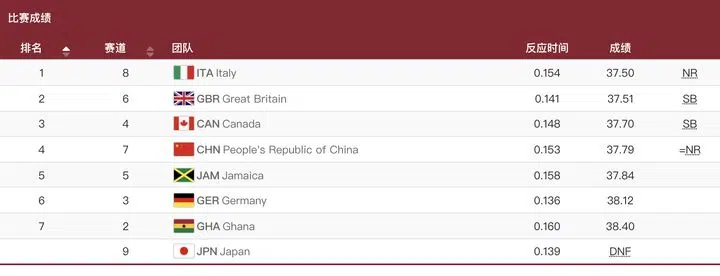 比赛成绩
排名 赛道 团队 反应时间 成绩
1 8 ITA Italy 0.154 37.50 NR
2 6 GBR Great Britain 0.141 37.51 SB
3 4 CAN Canada 0.148 37.70 SB
4 7 CHN People's Republic of China 0.153 37.79 =NR
5 5 JAM Jamaica 0.158 37.84
6 3 GER Germany 0.136 38.12
7 2 GHA Ghana 0.160 38.40
9 JPN Japan 0.139 DNF